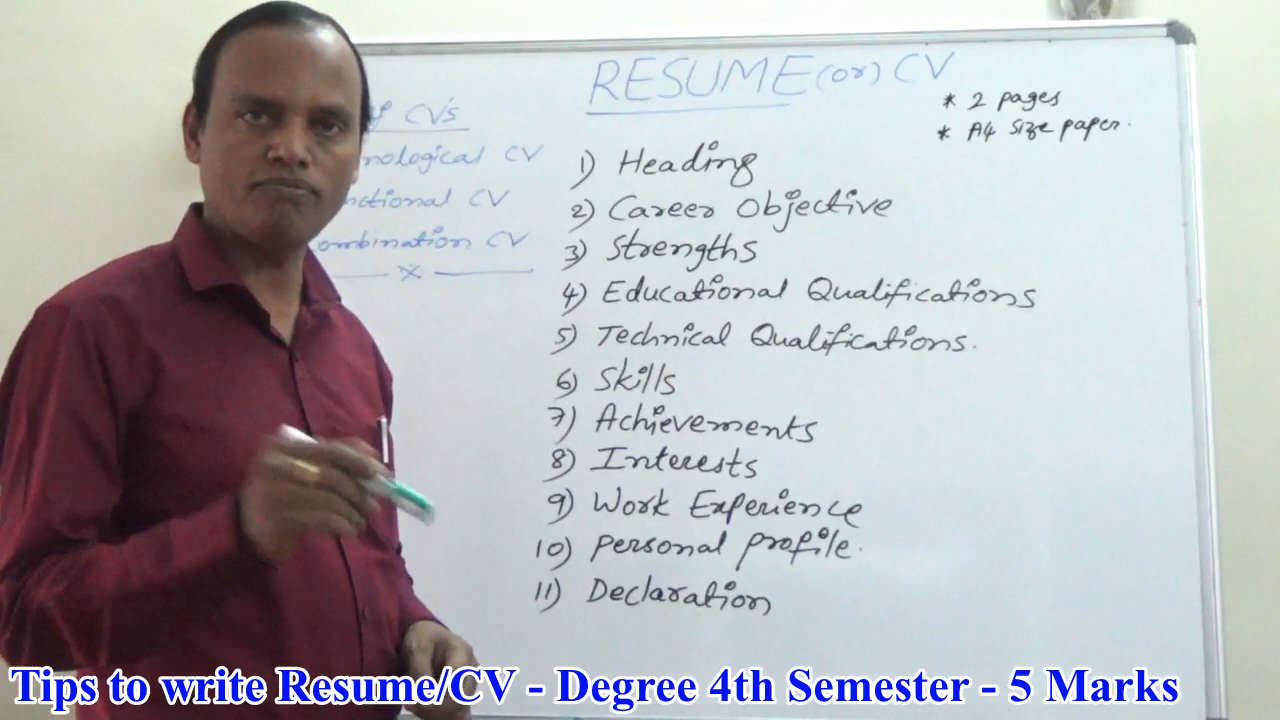 RESUME (or) CV
* 2 pages
* A4 Size paper.
CV's
CV
CV
CV
1) Heading
2) Career Objective
3) Strengths
4) Educational Qualifications
5) Technical Qualifications.
6) Skills
7) Achievements
8) Interests
9) Work Experience
10) Personal profile.
11) Declaration
Tips to write Resume/CV - Degree 4th Semester - 5 Marks